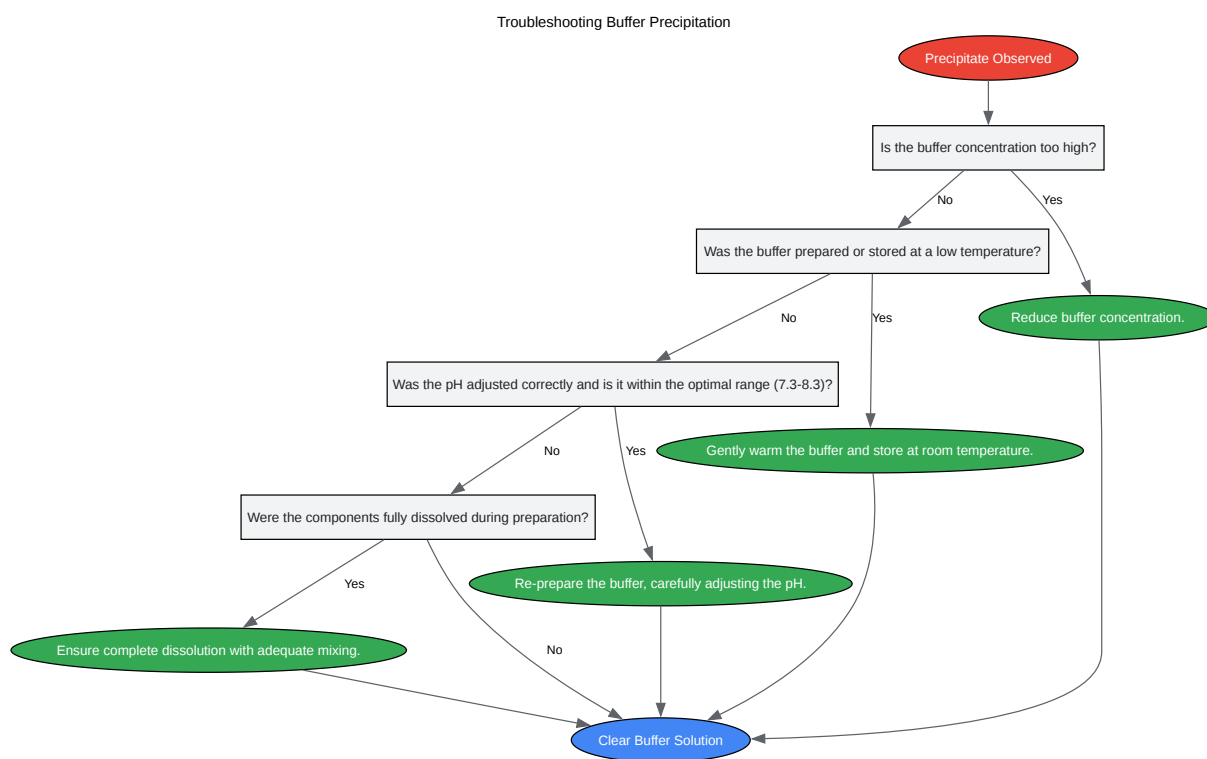 Troubleshooting Buffer Precipitation
Precipitate Observed
Is the buffer concentration too high?
No
Yes
Was the buffer prepared or stored at a low temperature?
Reduce buffer concentration.
No
Yes
Was the pH adjusted correctly and is it within the optimal range (7.3-8.3)?
Gently warm the buffer and store at room temperature.
No
Yes
Were the components fully dissolved during preparation?
Re-prepare the buffer, carefully adjusting the pH.
Yes
No
Ensure complete dissolution with adequate mixing.
Clear Buffer Solution